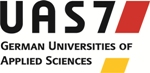 UAS7
German Universities of
Applied Sciences